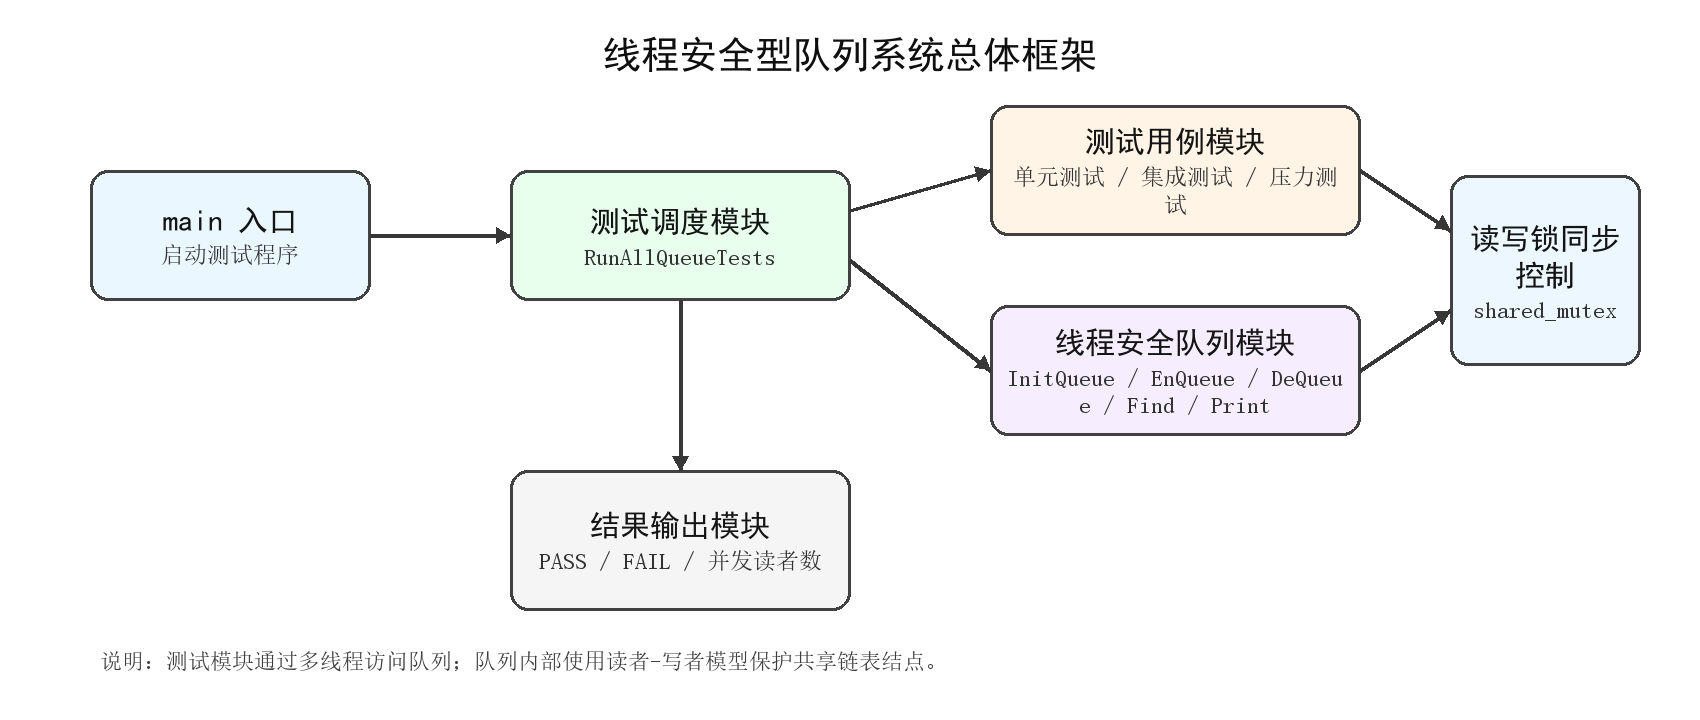 线程安全型队列系统总体框架
main 入口
启动测试程序
测试调度模块
RunAllQueueTests
测试用例模块
单元测试 / 集成测试 / 压力测
试
线程安全队列模块
InitQueue / EnQueue / DeQueu
e / Find / Print
读写锁同步
控制
shared_mutex
结果输出模块
PASS / FAIL / 并发读者数
说明: 测试模块通过多线程访问队列; 队列内部使用读者-写者模型保护共享链表结点。